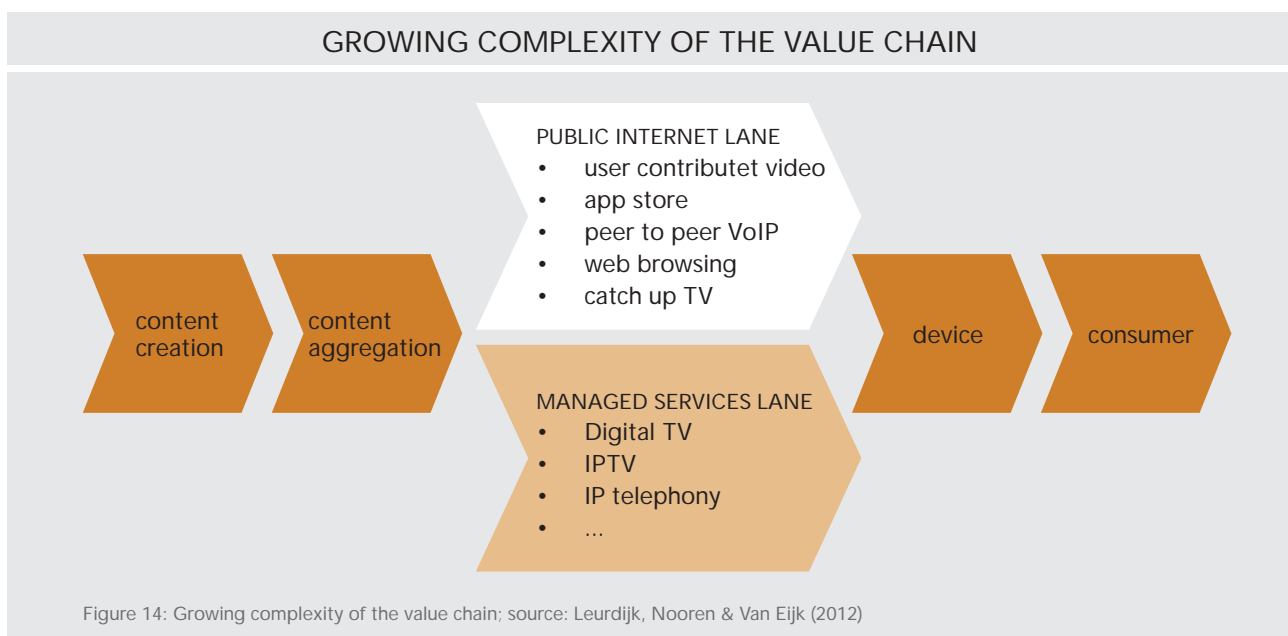 GROWING COMPLEXITY OF THE VALUE CHAIN
content
creation
content
aggregation
PUBLIC INTERNET LANE
• user contributet video
• app store
• peer to peer VoIP
• web browsing
• catch up TV
MANAGED SERVICES LANE
• Digital TV
• IPTV
• IP telephony
• ...
device
consumer
Figure 14: Growing complexity of the value chain; source: Leurdijk, Nooren & Van Eijk (2012)